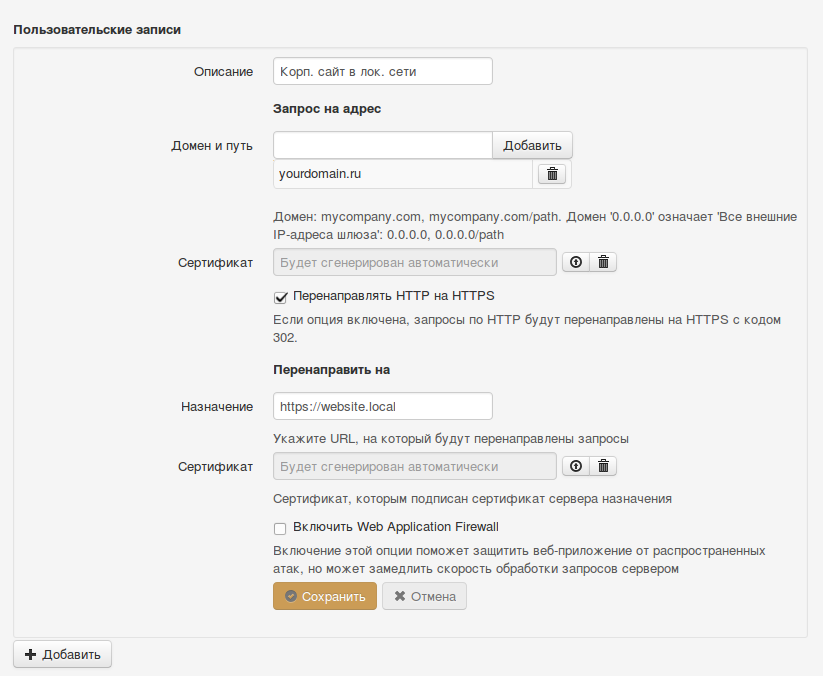 Пользовательские записи
Описание
Корп. сайт в лок. сети
Запрос на адрес
Домен и путь
Добавить
yourdomain.ru
Домен: mycompany.com, mycompany.com/path. Домен '0.0.0.0' означает 'Все внешние
IP-адреса шлюза': 0.0.0.0, 0.0.0.0/path
Сертификат
Будет сгенерирован автоматически
Перенаправлять HTTP на HTTPS
Если опция включена, запросы по HTTP будут перенаправлены на HTTPS с кодом
302.
Перенаправить на
Назначение
https://website.local
Укажите URL, на который будут перенаправлены запросы
Сертификат
Будет сгенерирован автоматически
Сертификат, которым подписан сертификат сервера назначения
Включить Web Application Firewall
Включение этой опции поможет защитить веб-приложение от распространенных
атак, но может замедлить скорость обработки запросов сервером
Сохранить
Отмена
Добавить